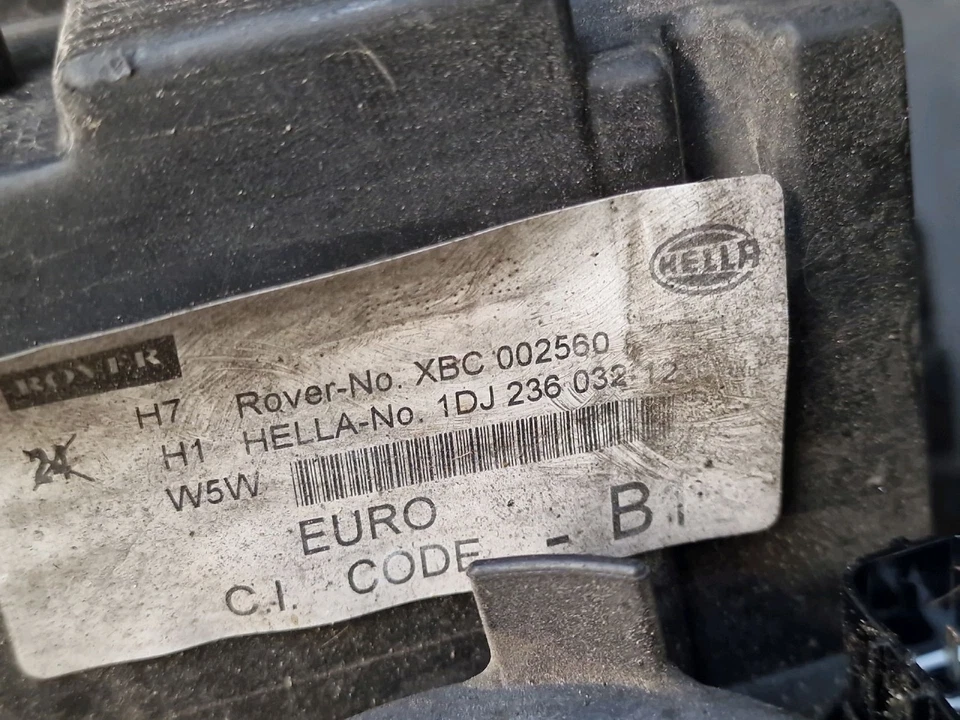 HELLA
ROVER
H7 Rover-No. XBC 002560
H1 HELLA-No. 1DJ 236 032-12
W5W
EURO
C.I. CODE - B